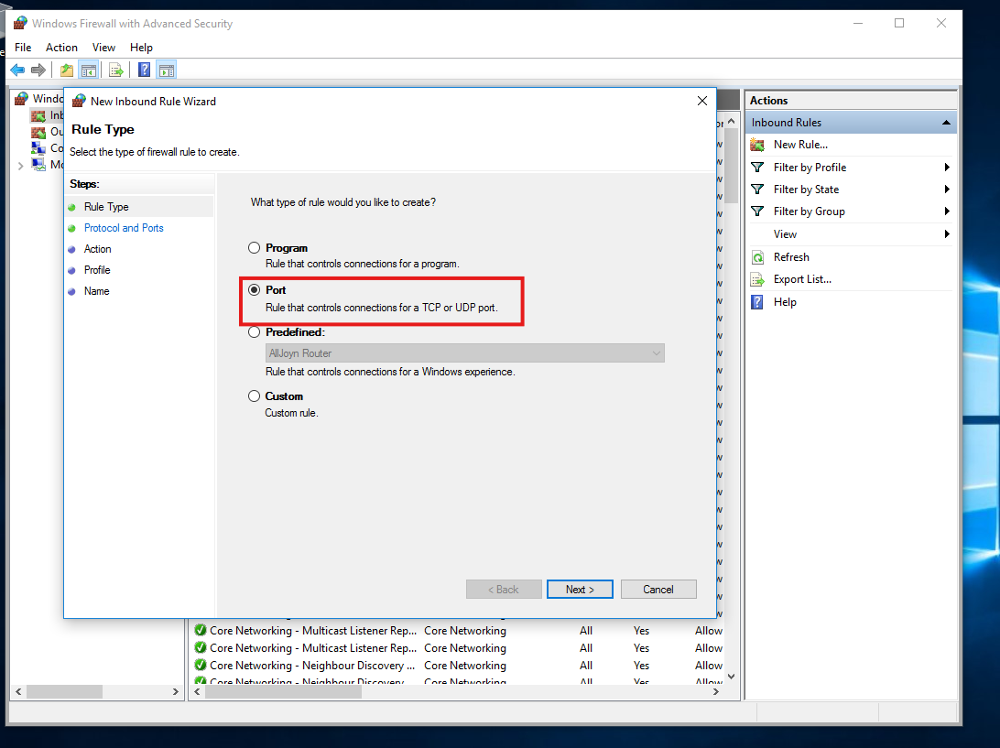 Windows Firewall with Advanced Security
File Action View Help
Windo
Inb
Ou
Co
Mo
New Inbound Rule Wizard
Rule Type
Select the type of firewall rule to create.
Steps:
Rule Type
Protocol and Ports
Action
Profile
Name
What type of rule would you like to create?
Program
Rule that controls connections for a program.
Port
Rule that controls connections for a TCP or UDP port.
Predefined:
AllJoyn Router
Rule that controls connections for a Windows experience.
Custom
Custom rule.
< Back Next > Cancel
Core Networking - Multicast Listener Rep... Core Networking All Yes Allow
Core Networking - Multicast Listener Rep... Core Networking All Yes Allow
Core Networking - Neighbour Discovery ... Core Networking All Yes Allow
Core Networking - Neighbour Discovery Core Networking All Yes Allow
Actions
Inbound Rules
New Rule...
Filter by Profile
Filter by State
Filter by Group
View
Refresh
Export List...
Help